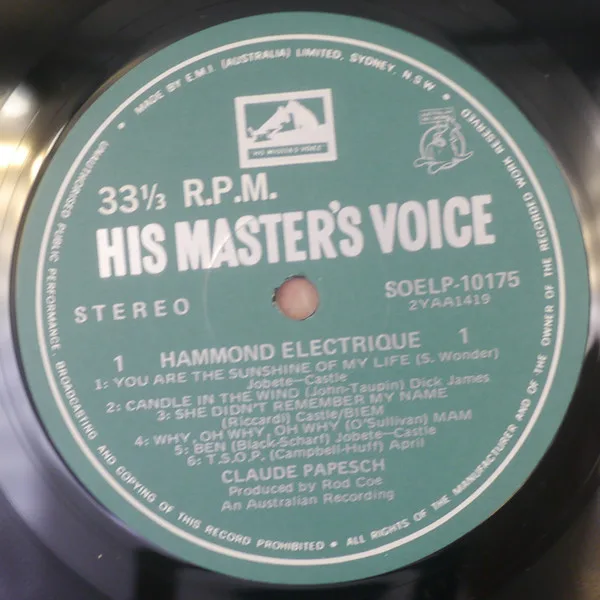 MADE BY E.M.I. (AUSTRALIA) LIMITED, SYDNEY, N.S.W.
HIS MASTER'S VOICE
33⅓ R.P.M.
HIS MASTER'S VOICE
STEREO
SOELP-10175
2YAA1419
1 HAMMOND ELECTRIQUE 1
1: YOU ARE THE SUNSHINE OF MY LIFE (S. Wonder)
Jobete—Castle
2: CANDLE IN THE WIND (John-Taupin) Dick James
3: SHE DIDN'T REMEMBER MY NAME
(Riccardi) Castle/BIEM
4: WHY, OH WHY, OH WHY (O'Sullivan) MAM
5: BEN (Black-Scharf) Jobete—Castle
6: T.S.O.P. (Campbell-Huff) April
CLAUDE PAPESCH
Produced by Rod Coe
An Australian Recording
UNAUTHORISED PUBLIC PERFORMANCE, BROADCASTING AND COPYING OF THIS RECORD PROHIBITED • ALL RIGHTS OF THE MANUFACTURER AND OF THE OWNER OF THE RECORDED WORK RESERVED